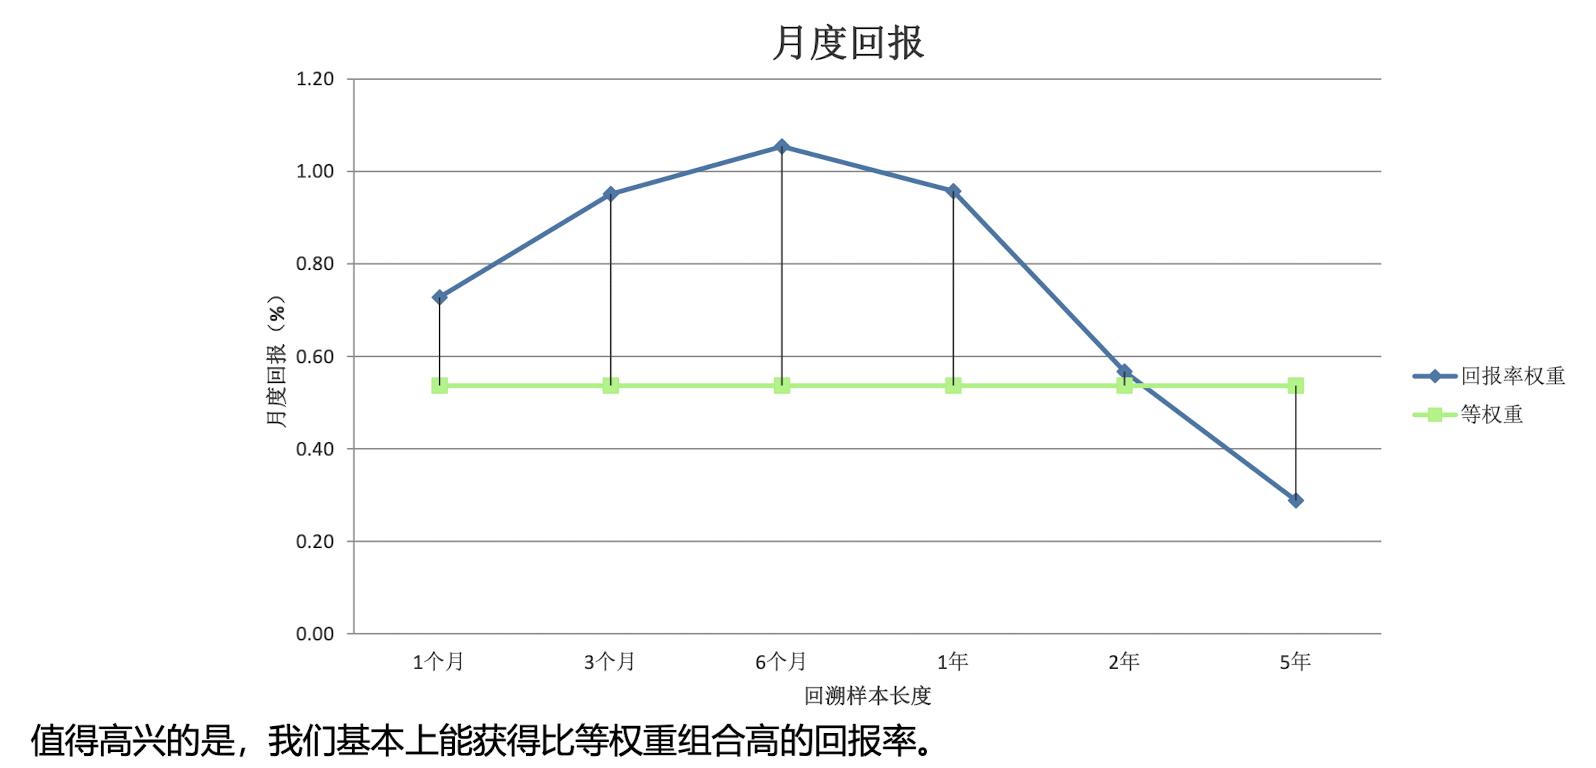 月度回报
1.20
1.00
0.80
0.60
0.40
0.20
0.00
月度回报（%）
1个月 3个月 6个月 1年 2年 5年
回溯样本长度
回报率权重
等权重
值得高兴的是，我们基本上能获得比等权重组合高的回报率。